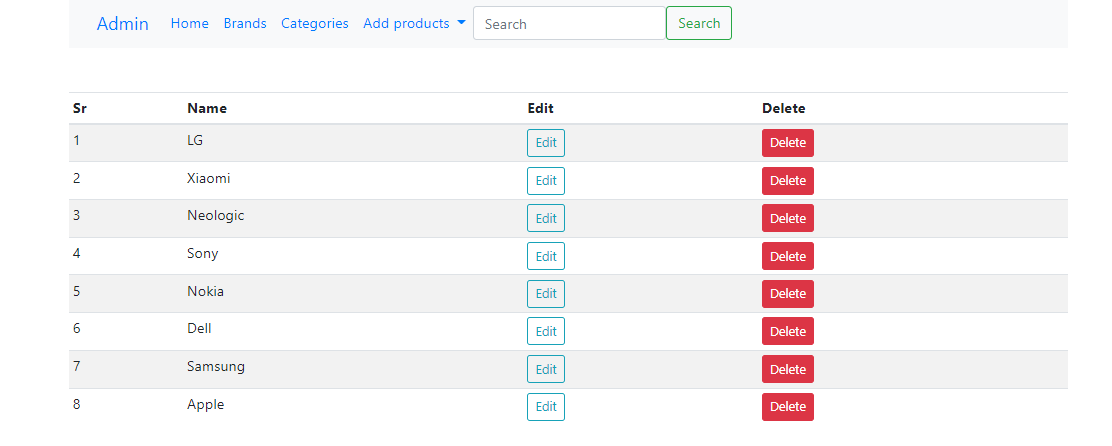 Admin Home Brands Categories Add products Search Search
Sr Name Edit Delete
1 LG Edit Delete
2 Xiaomi Edit Delete
3 Neologic Edit Delete
4 Sony Edit Delete
5 Nokia Edit Delete
6 Dell Edit Delete
7 Samsung Edit Delete
8 Apple Edit Delete